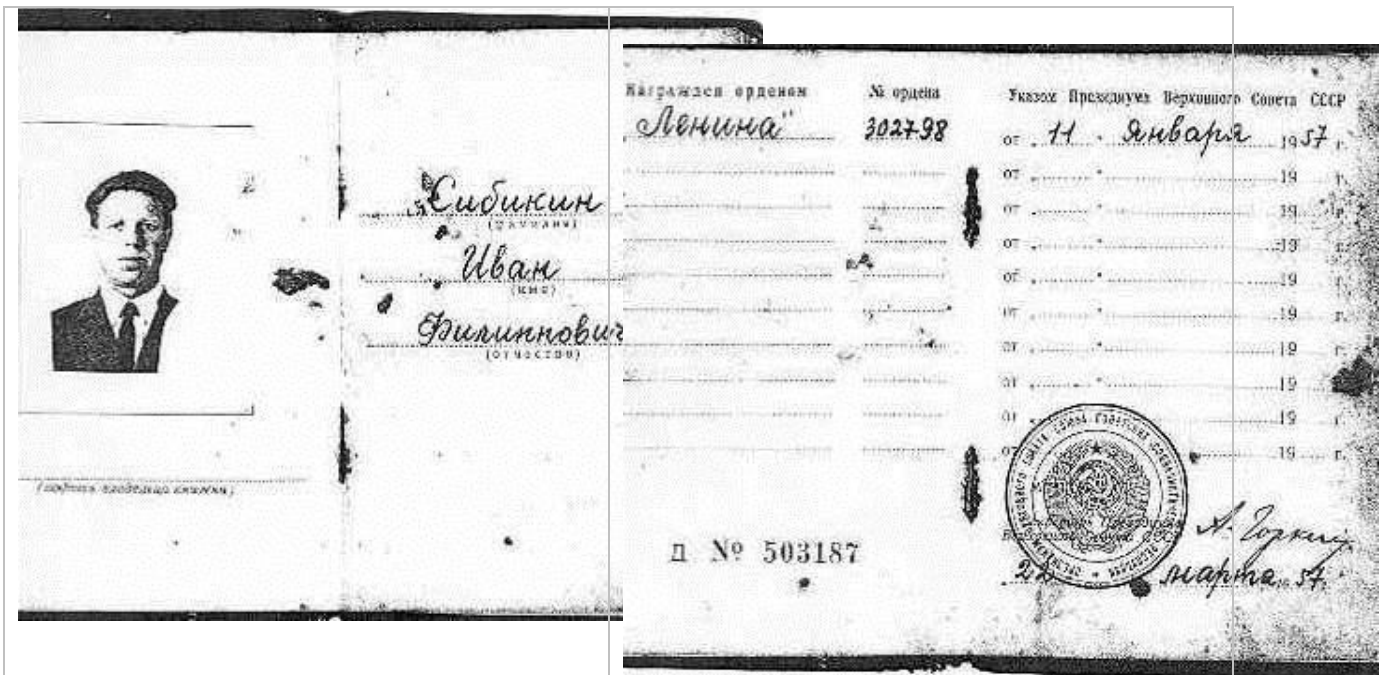 Сибикин
(фамилия)
Иван
(имя)
Филиппович
(отчество)
(подпись владельца книжки)
Награжден орденом № ордена Указом Президиума Верховного Совета СССР
"Ленина" 302798 от "11" Января 1957 г.
от " 19 г.
от " 19 г.
от " 19 г.
от " 19 г.
от " 19 г.
от " 19 г.
от " 19 г.
от " 19 г.
от " 19 г.
Д № 503187
А. Горкин
22 марта 57.